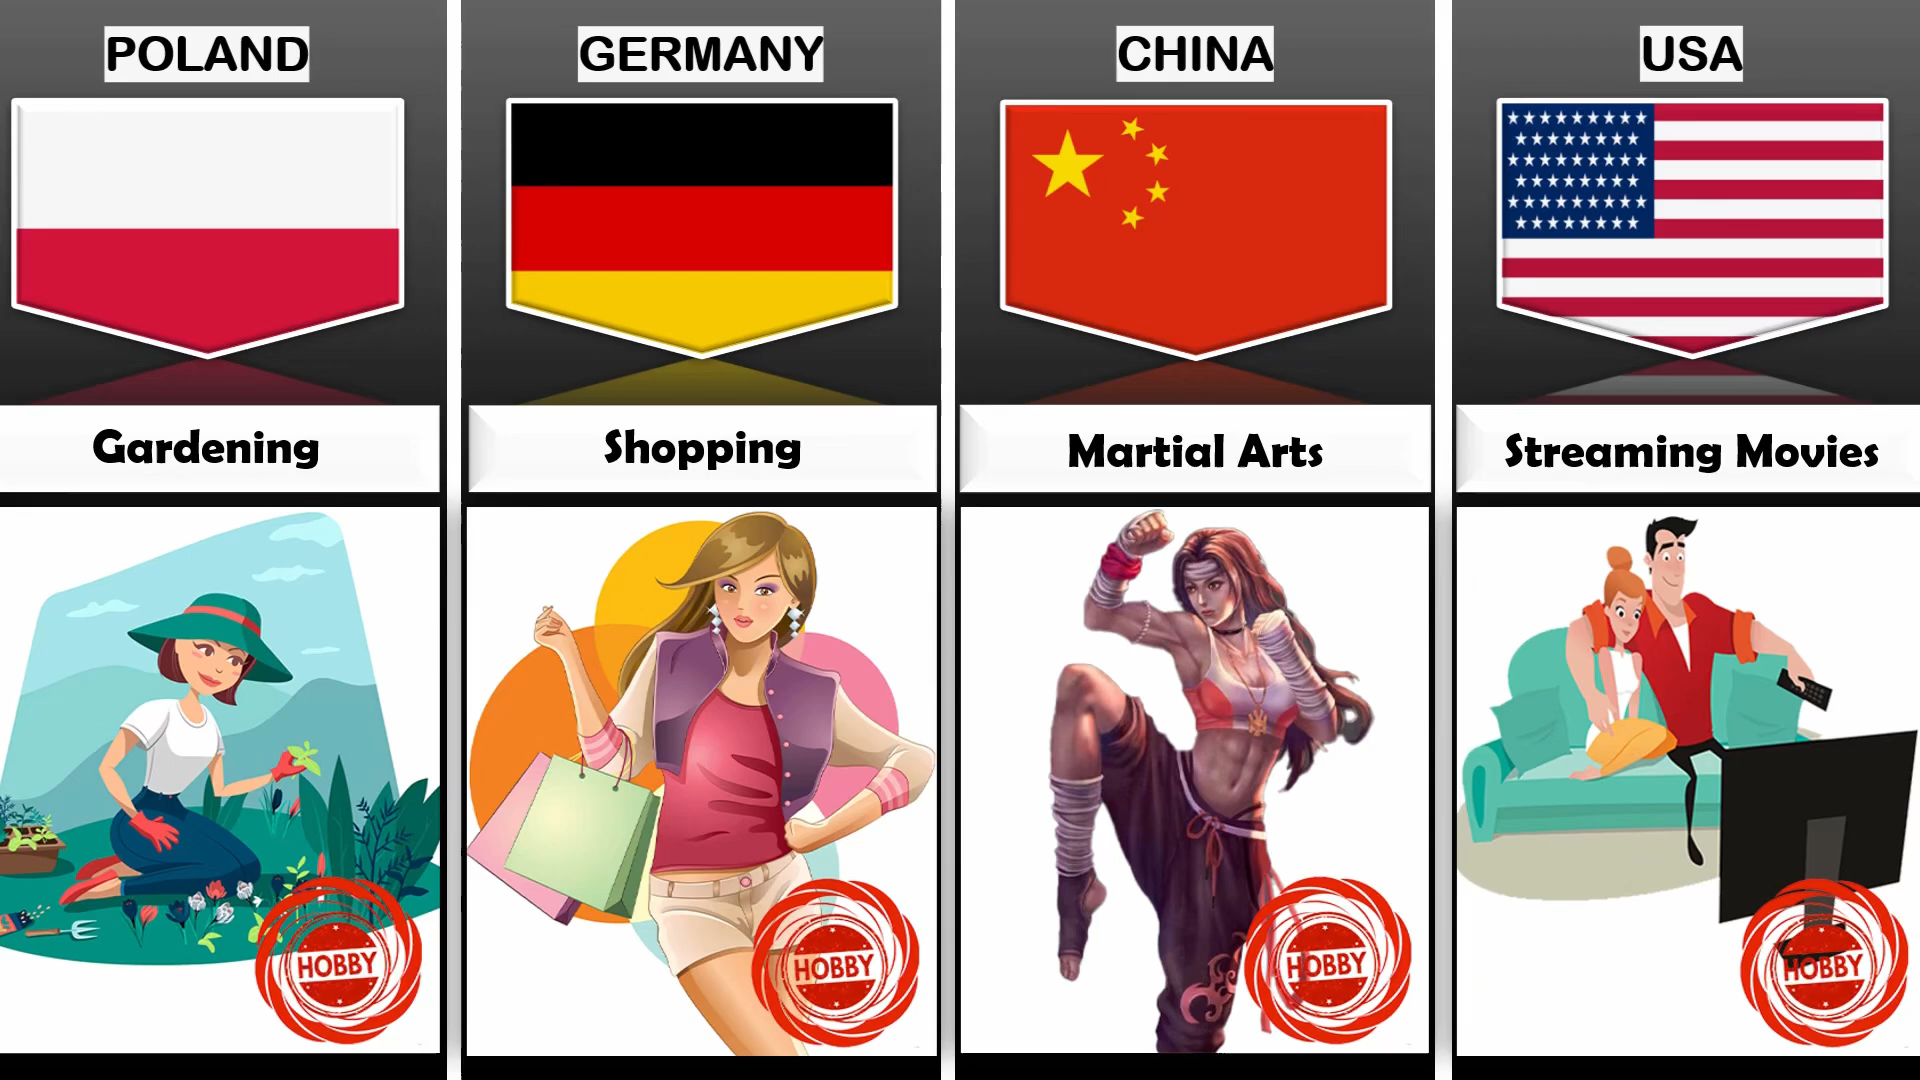 POLAND
GERMANY
CHINA
USA
Gardening
Shopping
Martial Arts
Streaming Movies
HOBBY
HOBBY
HOBBY
HOBBY